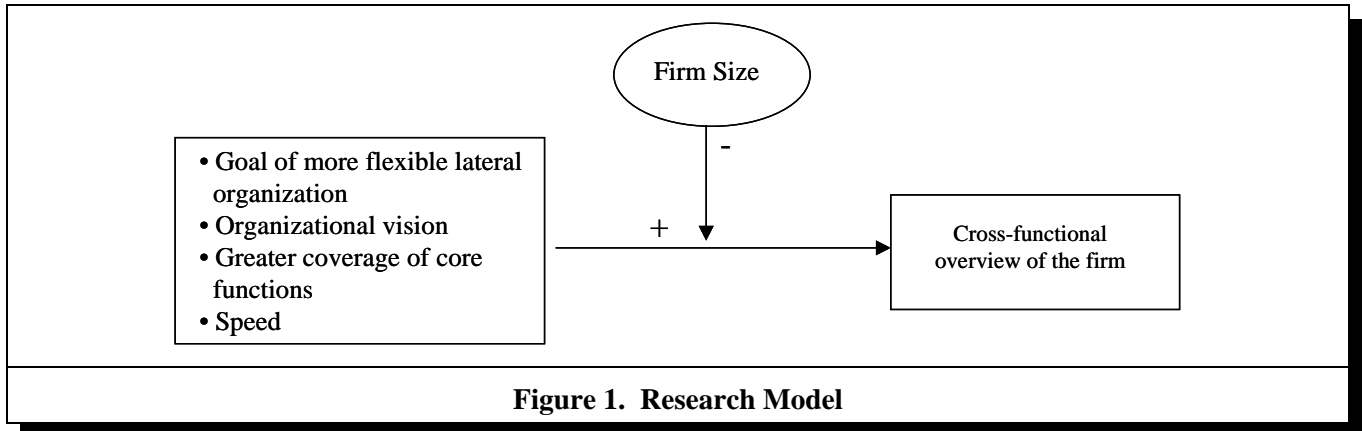 Firm Size
-
• Goal of more flexible lateral
organization
• Organizational vision
• Greater coverage of core
functions
• Speed
+
Cross-functional
overview of the firm
Figure 1. Research Model